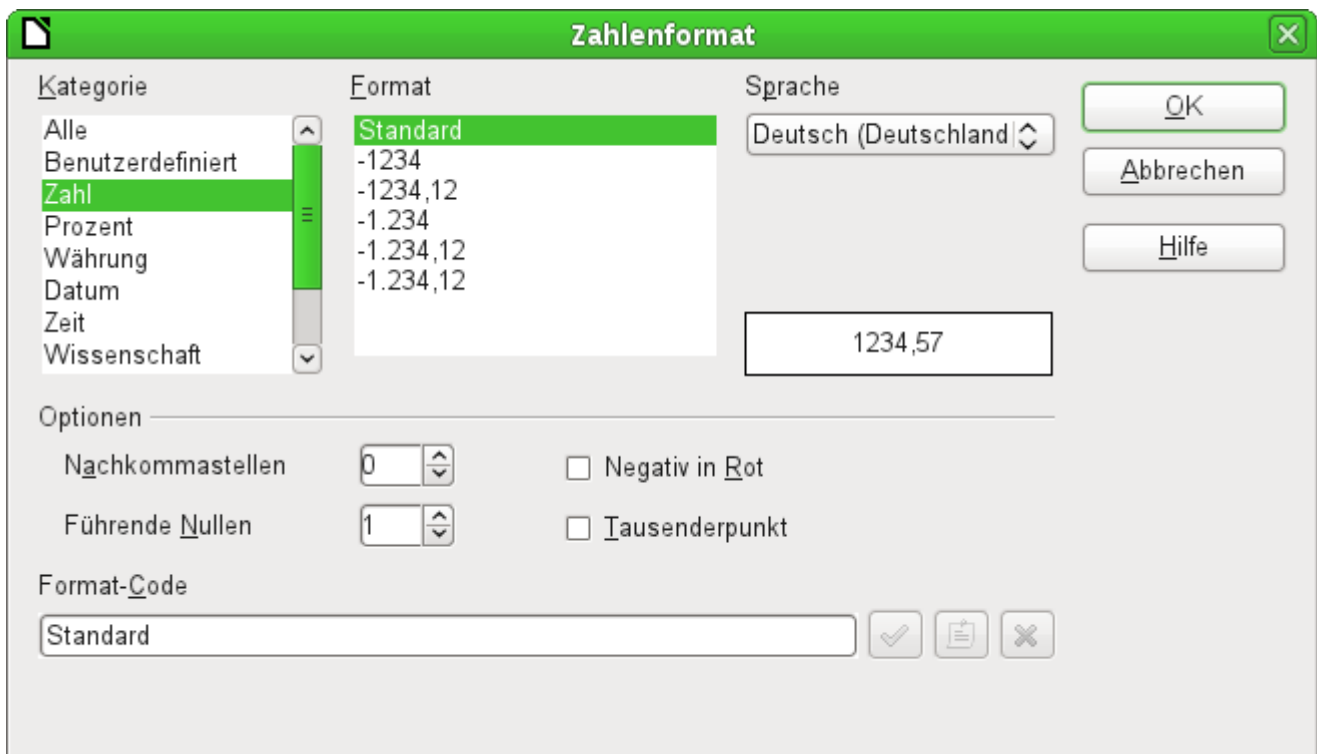 Zahlenformat
Kategorie
Alle
Benutzerdefiniert
Zahl
Prozent
Währung
Datum
Zeit
Wissenschaft
Format
Standard
-1234
-1234,12
-1.234
-1.234,12
-1.234,12
Sprache
Deutsch (Deutschland
1234,57
OK
Abbrechen
Hilfe
Optionen
Nachkommastellen 0
Negativ in Rot
Führende Nullen 1
Tausenderpunkt
Format-Code
Standard